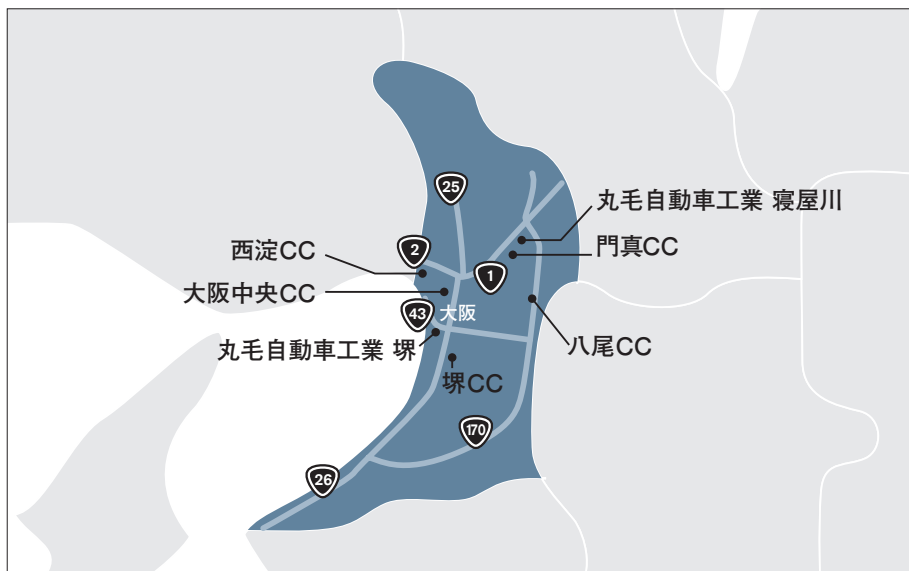 25
丸毛自動車工業 寝屋川
2
西淀CC
門真CC
1
大阪中央CC
43
大阪
丸毛自動車工業 堺
八尾CC
堺CC
170
26